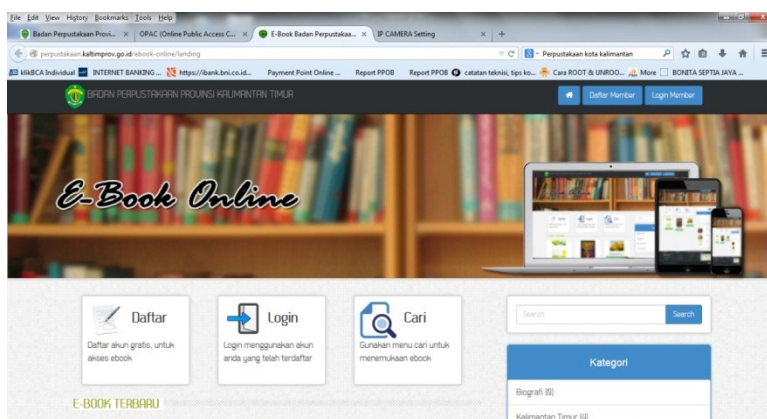 File Edit View History Bookmarks Tools Help
Badan Perpustakaan Provi... × OPAC (Online Public Access C... × E-Book Badan Perpustakaa... × IP CAMERA Setting × +
perpustakaan.kaltimprov.go.id/ebook-online/landing Perpustakaan kota kalimantan
klikBCA Individual INTERNET BANKING ... https://ibank.bni.co.id... Payment Point Online ... Report PPOB Report PPOB catatan teknisi, tips ko... Cara ROOT & UNROO... More BONITA SEPTIA JAYA ...
BADAN PERPUSTAKAAN PROVINSI KALIMANTAN TIMUR Daftar Member Login Member
E-Book Online
Daftar
Daftar akun gratis, untuk
akses ebook
Login
Login menggunakan akun
anda yang telah terdaftar
Cari
Gunakan menu cari untuk
menemukaan ebook
Search Search
Kategori
Biografi (6)
Kalimantan Timur (4)
E-BOOK TERBARU